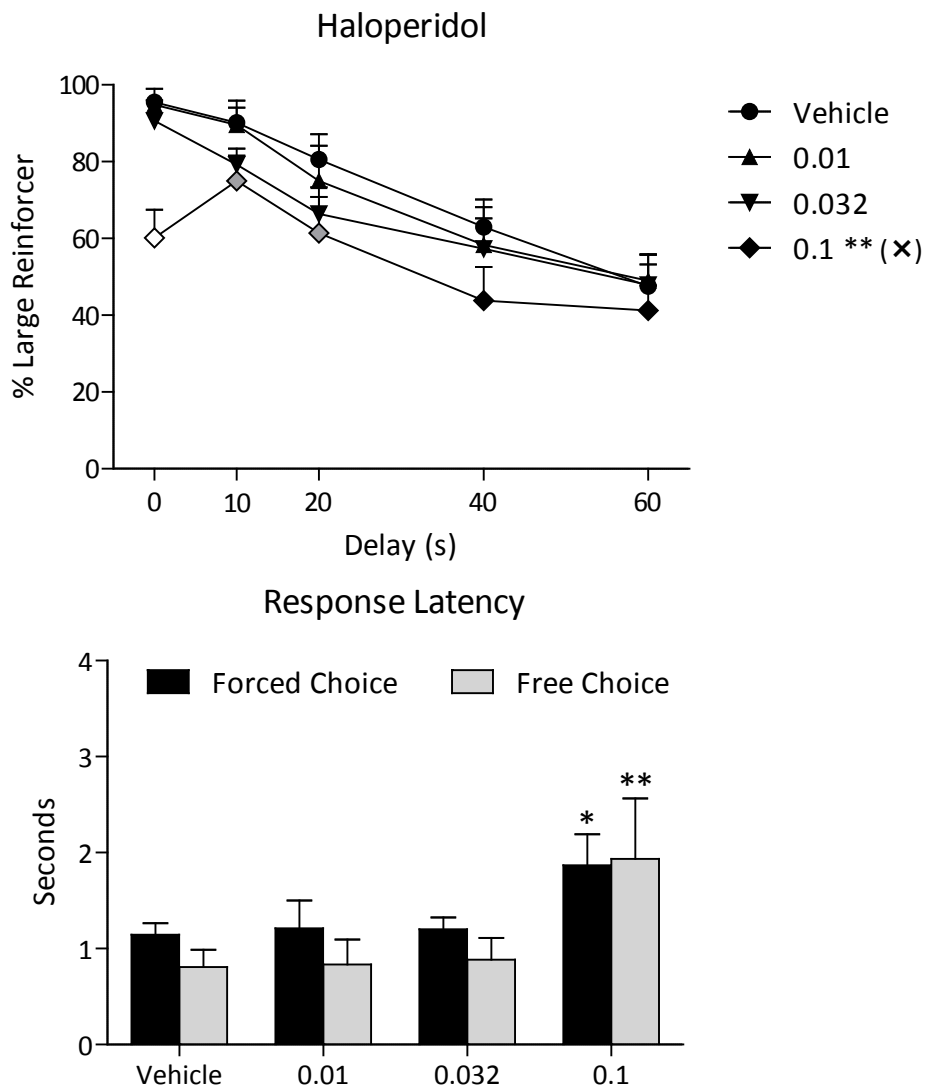 Haloperidol
100
80
60
40
20
0
% Large Reinforcer
0 10 20 40 60
Delay (s)
Vehicle
0.01
0.032
0.1 ** (×)
Response Latency
4
3
2
1
0
Seconds
Forced Choice Free Choice
* **
Vehicle 0.01 0.032 0.1